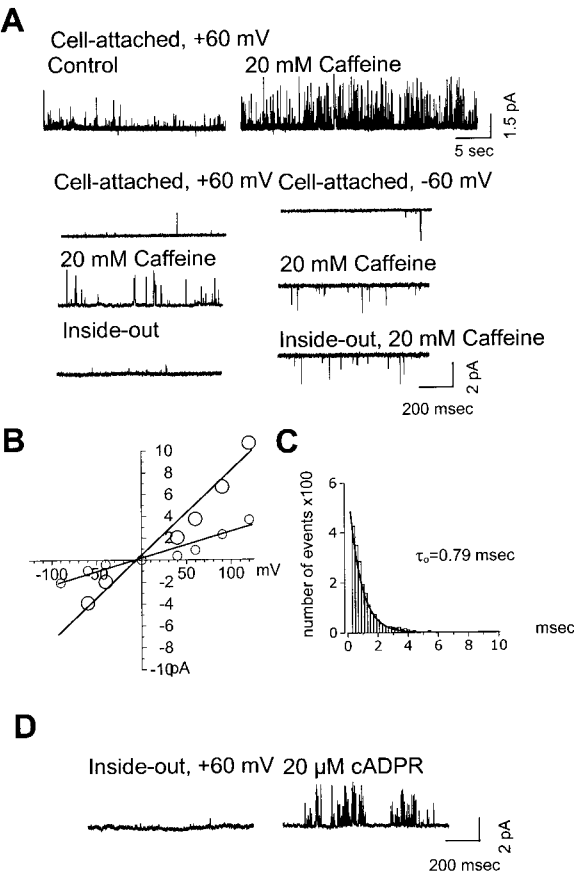 A
Cell-attached, +60 mV
Control 20 mM Caffeine
1.5 pA
5 sec
Cell-attached, +60 mV Cell-attached, -60 mV
20 mM Caffeine 20 mM Caffeine
Inside-out Inside-out, 20 mM Caffeine
2 pA
200 msec
B
10
8
6
4
2
-100 -50 50 100 mV
-2
-4
-6
-8
-10 pA
C
number of events x100
6
4
2
0
τo=0.79 msec
0 2 4 6 8 10
msec
D
Inside-out, +60 mV 20 µM cADPR
2 pA
200 msec